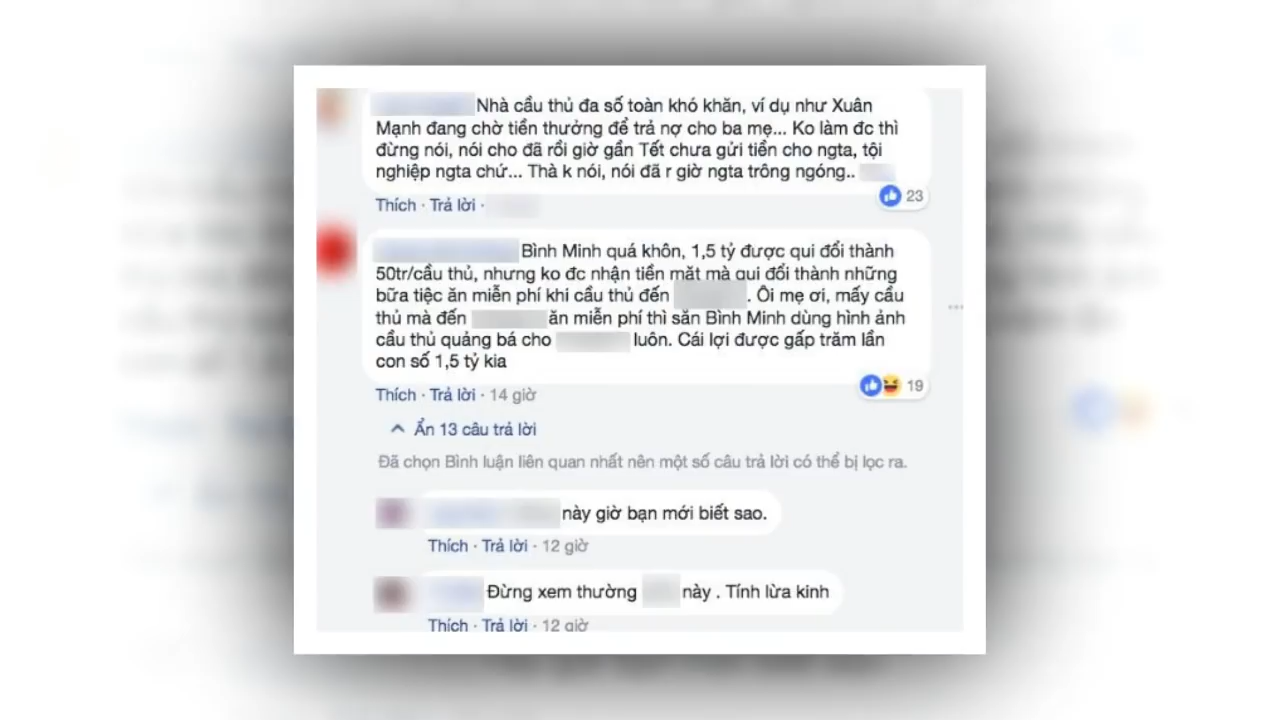 Nhà cầu thủ đa số toàn khó khăn, ví dụ như Xuân
Mạnh đang chờ tiền thưởng để trả nợ cho ba mẹ... Ko làm đc thì
đừng nói, nói cho đã rồi giờ gần Tết chưa gửi tiền cho ngta, tội
nghiệp ngta chứ... Thà k nói, nói đã r giờ ngta trông ngóng..
Thích · Trả lời ·
23
Bình Minh quá khôn, 1,5 tỷ được qui đổi thành
50tr/cầu thủ, nhưng ko đc nhận tiền mặt mà qui đổi thành những
bữa tiệc ăn miễn phí khi cầu thủ đến . Ôi mẹ ơi, mấy cầu
thủ mà đến ăn miễn phí thì sẵn Bình Minh dùng hình ảnh
cầu thủ quảng bá cho luôn. Cái lợi được gấp trăm lần
con số 1,5 tỷ kia
19
Thích · Trả lời · 14 giờ
Ẩn 13 câu trả lời
Đã chọn Bình luận liên quan nhất nên một số câu trả lời có thể bị lọc ra.
này giờ bạn mới biết sao.
Thích · Trả lời · 12 giờ
Đừng xem thường này . Tính lừa kinh
Thích · Trả lời · 12 giờ